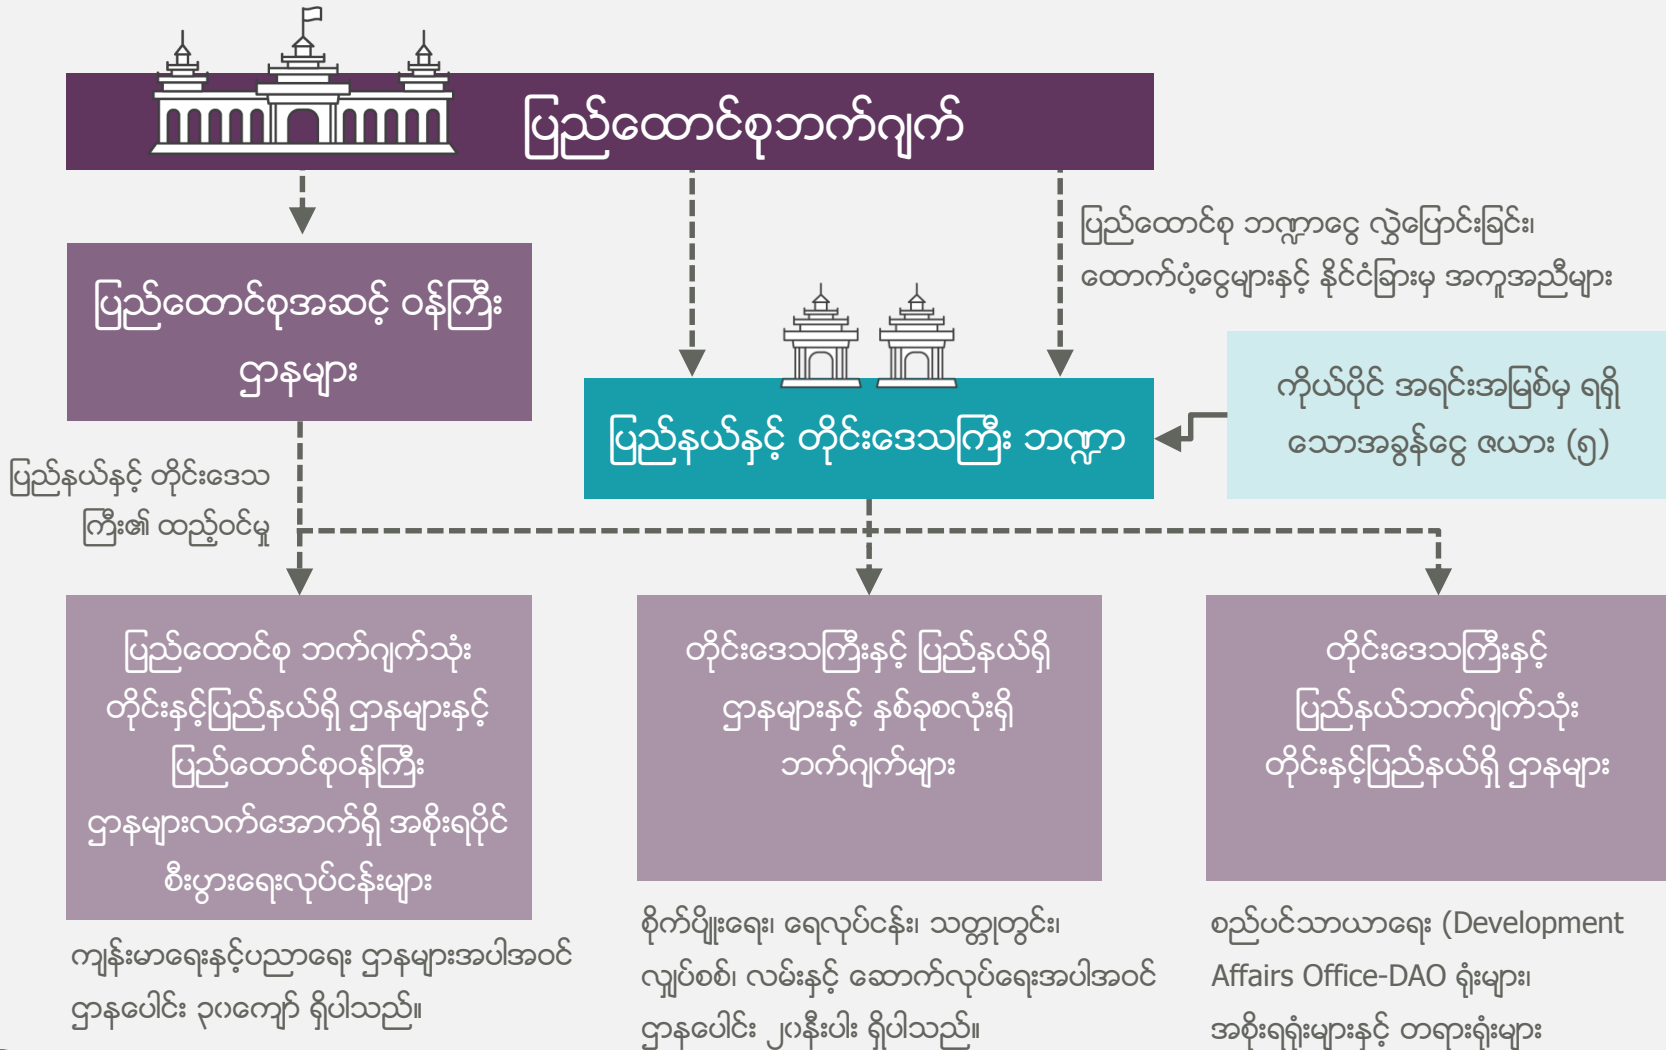 ပြည်ထောင်စုဘက်ဂျက်
ပြည်ထောင်စု ဘဏ္ဍာငွေ လွှဲပြောင်းခြင်း၊
ထောက်ပံ့ငွေများနှင့် နိုင်ငံခြားမှ အကူအညီများ
ပြည်ထောင်စုအဆင့် ဝန်ကြီး
ဌာနများ
ပြည်နယ်နှင့် တိုင်းဒေသကြီး ဘဏ္ဍာ
ကိုယ်ပိုင် အရင်းအမြစ်မှ ရရှိ
သောအခွန်ငွေ ဇယား (၅)
ပြည်နယ်နှင့် တိုင်းဒေသ
ကြီး၏ ထည့်ဝင်မှု
ပြည်ထောင်စု ဘက်ဂျက်သုံး
တိုင်းနှင့်ပြည်နယ်ရှိ ဌာနများနှင့်
ပြည်ထောင်စုဝန်ကြီး
ဌာနများလက်အောက်ရှိ အစိုးရပိုင်
စီးပွားရေးလုပ်ငန်းများ
ကျန်းမာရေးနှင့်ပညာရေး ဌာနများအပါအဝင်
ဌာနပေါင်း ၃၀ကျော် ရှိပါသည်။
တိုင်းဒေသကြီးနှင့် ပြည်နယ်ရှိ
ဌာနများနှင့် နှစ်ခုစလုံးရှိ
ဘက်ဂျက်များ
စိုက်ပျိုးရေး၊ ရေလုပ်ငန်း၊ သတ္တုတွင်း၊
လျှပ်စစ်၊ လမ်းနှင့် ဆောက်လုပ်ရေးအပါအဝင်
ဌာနပေါင်း ၂၀နီးပါး ရှိပါသည်။
တိုင်းဒေသကြီးနှင့်
ပြည်နယ်ဘက်ဂျက်သုံး
တိုင်းနှင့်ပြည်နယ်ရှိ ဌာနများ
စည်ပင်သာယာရေး (Development
Affairs Office-DAO ရုံးများ၊
အစိုးရရုံးများနှင့် တရားရုံးများ